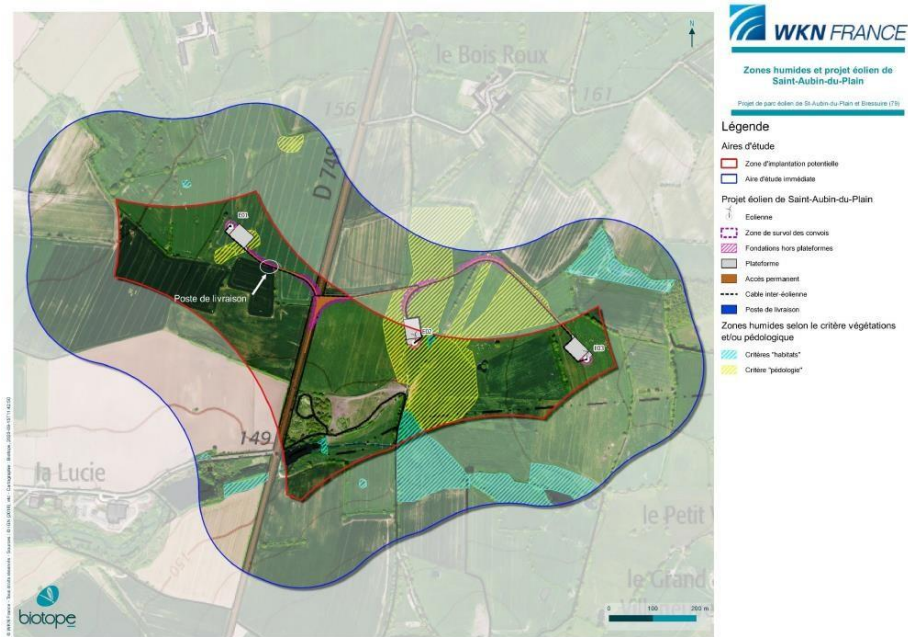 WKN FRANCE
Zones humides et projet éolien de
Saint-Aubin-du-Plain
Projet de parc éolien de St-Aubin-du-Plain et Bressuire (79)
Légende
Aires d'étude
Zone d'implantation potentielle
Aire d'étude immédiate
Projet éolien de Saint-Aubin-du-Plain
Eolienne
Zone de survol des convois
Fondations hors plateformes
Plateforme
Accès permanent
Cable inter-éolienne
Poste de livraison
Zones humides selon le critère végétations
et/ou pédologique
Critères "habitats"
Critère "pédologie"
N
le Bois Roux
156
161
D 748
E01
Poste de livraison
E02
E03
149
la Lucie
150
le Petit V
le Grand
biotope
0 100 200 m